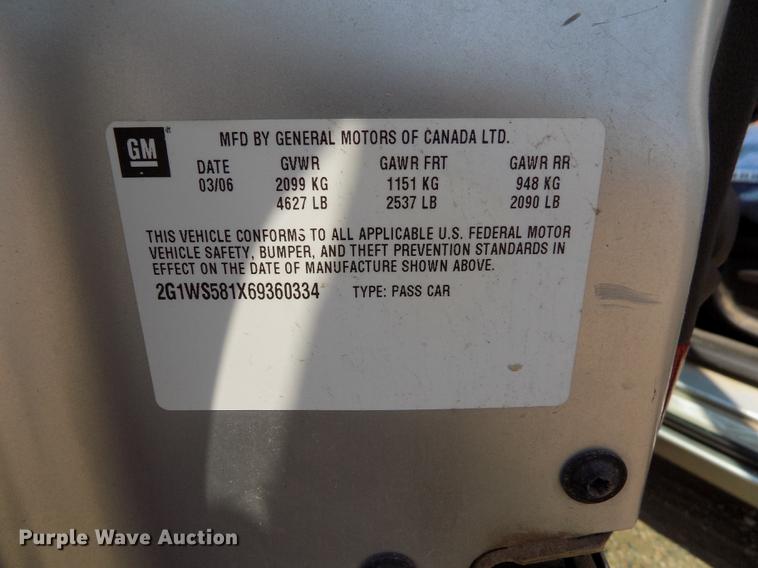 GM
MFD BY GENERAL MOTORS OF CANADA LTD.
DATE GVWR GAWR FRT GAWR RR
03/06 2099 KG 1151 KG 948 KG
4627 LB 2537 LB 2090 LB
THIS VEHICLE CONFORMS TO ALL APPLICABLE U.S. FEDERAL MOTOR
VEHICLE SAFETY, BUMPER, AND THEFT PREVENTION STANDARDS IN
EFFECT ON THE DATE OF MANUFACTURE SHOWN ABOVE.
2G1WS581X69360334 TYPE: PASS CAR
Purple Wave Auction